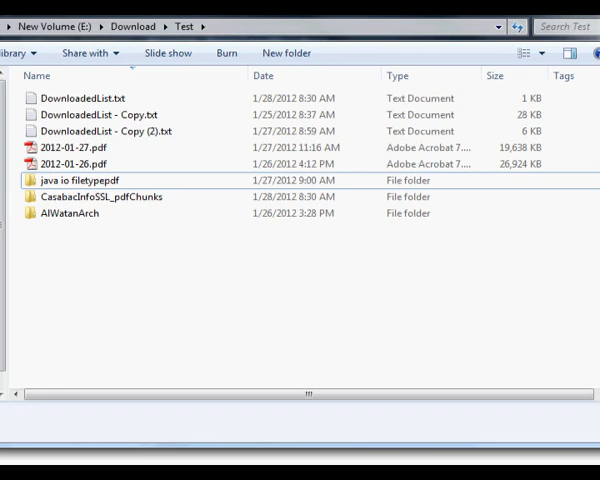 New Volume (E:) Download Test Search Test
library Share with Slide show Burn New folder
Name Date Type Size Tags
DownloadedList.txt 1/28/2012 8:30 AM Text Document 1 KB
DownloadedList - Copy.txt 1/25/2012 8:37 AM Text Document 28 KB
DownloadedList - Copy (2).txt 1/27/2012 8:59 AM Text Document 6 KB
2012-01-27.pdf 1/27/2012 11:16 AM Adobe Acrobat 7.... 19,638 KB
2012-01-26.pdf 1/26/2012 4:12 PM Adobe Acrobat 7.... 26,924 KB
java io filetypepdf 1/27/2012 9:00 AM File folder
CasabacInfoSSL_pdfChunks 1/28/2012 8:30 AM File folder
AlWatanArch 1/26/2012 3:28 PM File folder